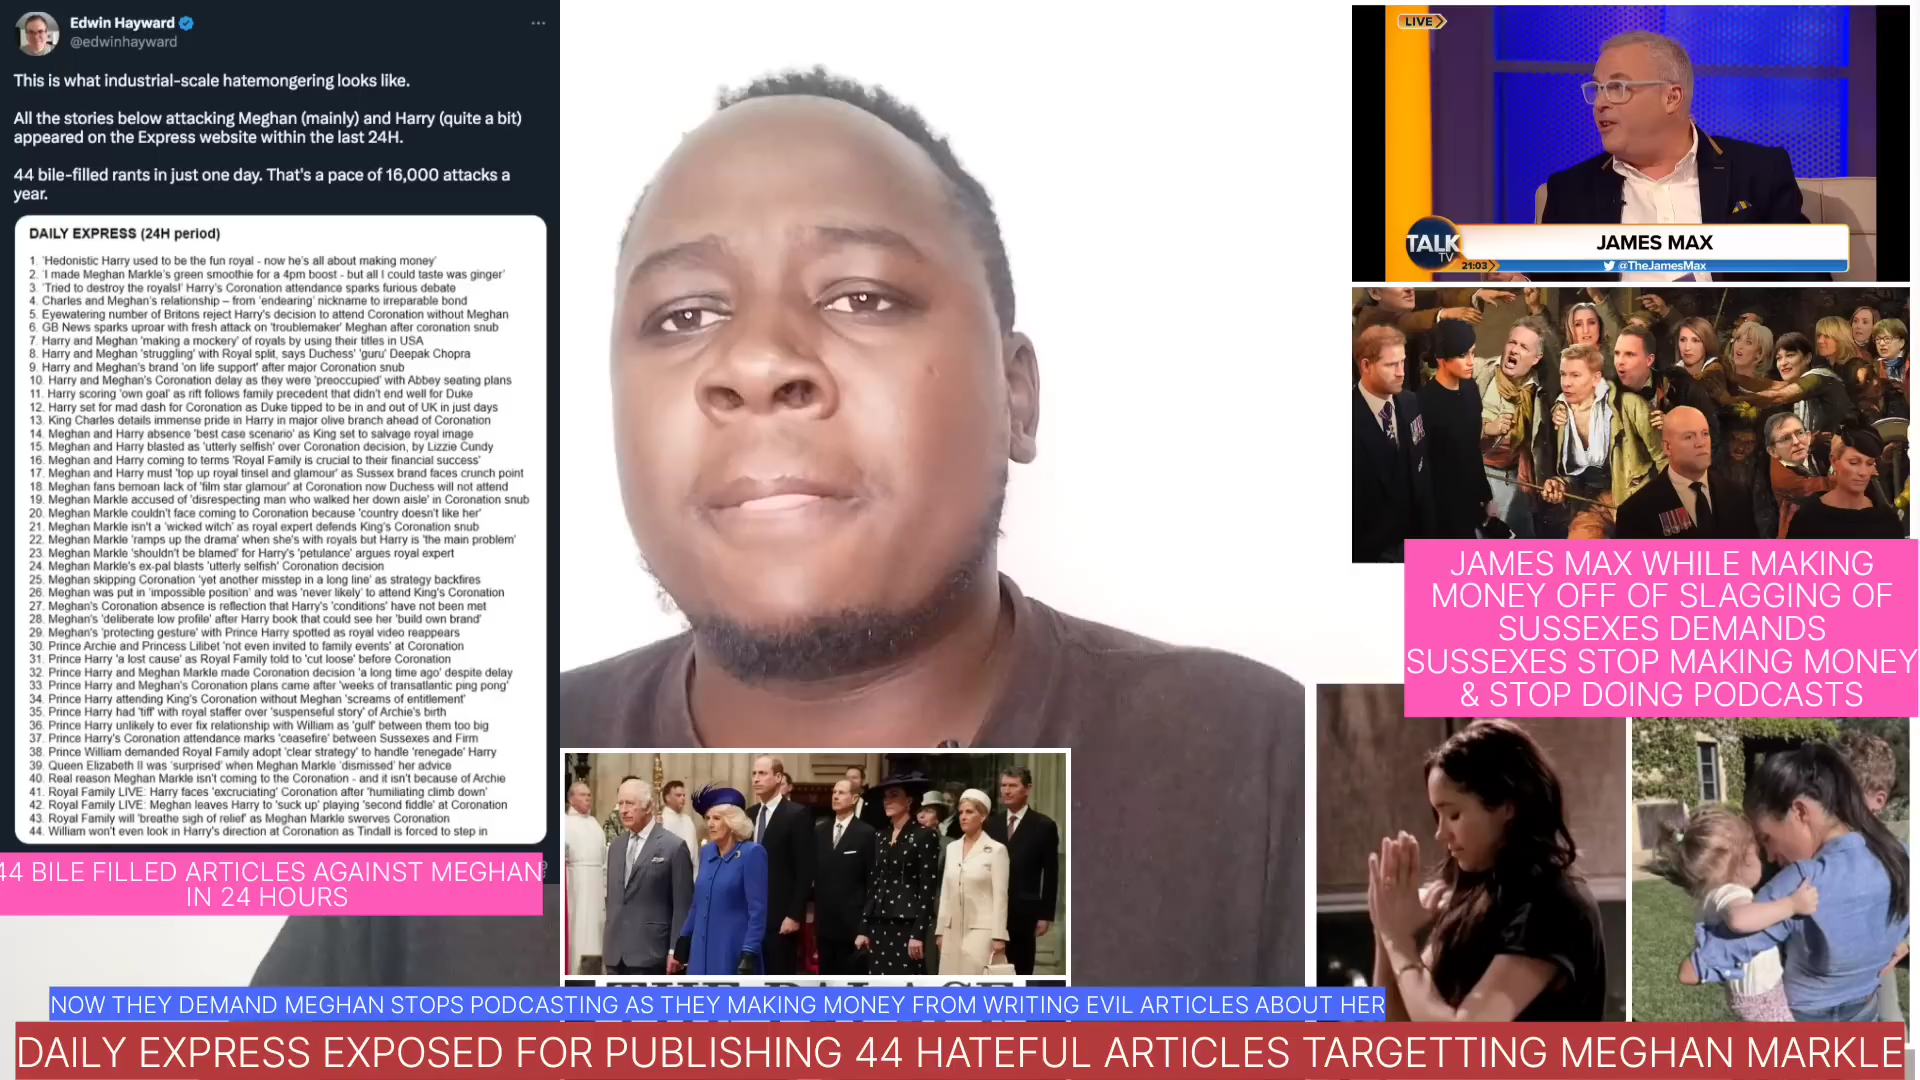 Edwin Hayward
@edwinhayward
This is what industrial-scale hatemongering looks like.
All the stories below attacking Meghan (mainly) and Harry (quite a bit)
appeared on the Express website within the last 24H.
44 bile-filled rants in just one day. That's a pace of 16,000 attacks a
year.
DAILY EXPRESS (24H period)
1. 'Hedonistic Harry used to be the fun royal - now he's all about making money'
2. 'I made Meghan Markle's green smoothie for a 4pm boost - but all I could taste was ginger'
3. 'Tried to destroy the royals!' Harry's Coronation attendance sparks furious debate
4. Charles and Meghan's relationship – from 'endearing' nickname to irreparable bond
5. Eyewatering number of Britons reject Harry's decision to attend Coronation without Meghan
6. GB News sparks uproar with fresh attack on 'troublemaker' Meghan after coronation snub
7. Harry and Meghan 'making a mockery' of royals by using their titles in USA
8. Harry and Meghan 'struggling' with Royal split, says Duchess' 'guru' Deepak Chopra
9. Harry and Meghan's brand 'on life support' after major Coronation snub
10. Harry and Meghan's Coronation delay as they were 'preoccupied' with Abbey seating plans
11. Harry scoring 'own goal' as rift follows family precedent that didn't end well for Duke
12. Harry set for mad dash for Coronation as Duke tipped to be in and out of UK in just days
13. King Charles details immense pride in Harry in major olive branch ahead of Coronation
14. Meghan and Harry absence 'best case scenario' as King set to salvage royal image
15. Meghan and Harry blasted as 'utterly selfish' over Coronation decision, by Lizzie Cundy
16. Meghan and Harry coming to terms 'Royal Family is crucial to their financial success'
17. Meghan and Harry must 'top up royal tinsel and glamour' as Sussex brand faces crunch point
18. Meghan fans bemoan lack of 'film star glamour' at Coronation now Duchess will not attend
19. Meghan Markle accused of 'disrespecting man who walked her down aisle' in Coronation snub
20. Meghan Markle couldn't face coming to Coronation because 'country doesn't like her'
21. Meghan Markle isn't a 'wicked witch' as royal expert defends King's Coronation snub
22. Meghan Markle 'ramps up the drama' when she's with royals but Harry is 'the main problem'
23. Meghan Markle 'shouldn't be blamed' for Harry's 'petulance' argues royal expert
24. Meghan Markle's ex-pal blasts 'utterly selfish' Coronation decision
25. Meghan skipping Coronation 'yet another misstep in a long line' as strategy backfires
26. Meghan was put in 'impossible position' and was 'never likely' to attend King's Coronation
27. Meghan's Coronation absence is reflection that Harry's 'conditions' have not been met
28. Meghan's 'deliberate low profile' after Harry book that could see her 'build own brand'
29. Meghan's 'protecting gesture' with Prince Harry spotted as royal video reappears
30. Prince Archie and Princess Lilibet 'not even invited to family events' at Coronation
31. Prince Harry 'a lost cause' as Royal Family told to 'cut loose' before Coronation
32. Prince Harry and Meghan Markle made Coronation decision 'a long time ago' despite delay
33. Prince Harry and Meghan's Coronation plans came after 'weeks of transatlantic ping pong'
34. Prince Harry attending King's Coronation without Meghan 'screams of entitlement'
35. Prince Harry had 'tiff' with royal staffer over 'suspenseful story' of Archie's birth
36. Prince Harry unlikely to ever fix relationship with William as 'gulf' between them too big
37. Prince Harry's Coronation attendance marks 'ceasefire' between Sussexes and Firm
38. Prince William demanded Royal Family adopt 'clear strategy' to handle 'renegade' Harry
39. Queen Elizabeth II was 'surprised' when Meghan Markle 'dismissed' her advice
40. Real reason Meghan Markle isn't coming to the Coronation - and it isn't because of Archie
41. Royal Family LIVE: Harry faces 'excruciating' Coronation after 'humiliating climb down'
42. Royal Family LIVE: Meghan leaves Harry to 'suck up' playing 'second fiddle' at Coronation
43. Royal Family will 'breathe sigh of relief' as Meghan Markle swerves Coronation
44. William won't even look in Harry's direction at Coronation as Tindall is forced to step in
44 BILE FILLED ARTICLES AGAINST MEGHAN
IN 24 HOURS
LIVE
TALK
TV
21:03
JAMES MAX
@TheJamesMax
JAMES MAX WHILE MAKING
MONEY OFF OF SLAGGING OF
SUSSEXES DEMANDS
SUSSEXES STOP MAKING MONEY
& STOP DOING PODCASTS
NOW THEY DEMAND MEGHAN STOPS PODCASTING AS THEY MAKING MONEY FROM WRITING EVIL ARTICLES ABOUT HER
DAILY EXPRESS EXPOSED FOR PUBLISHING 44 HATEFUL ARTICLES TARGETTING MEGHAN MARKLE